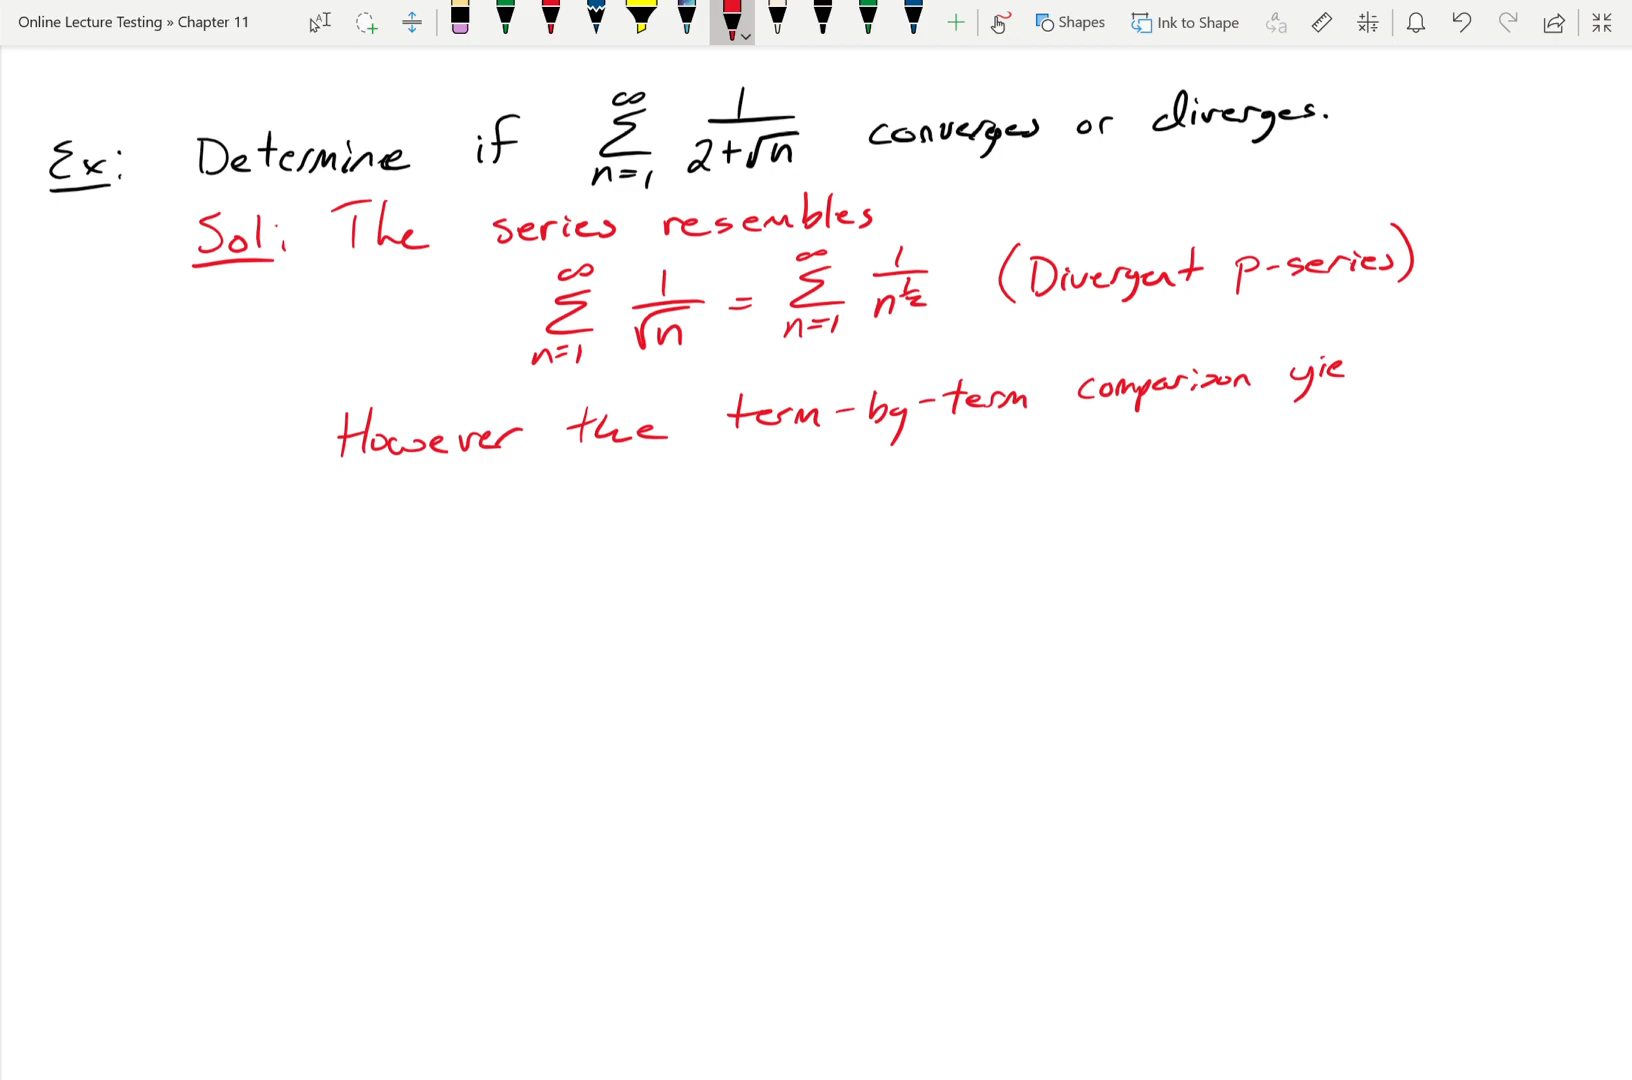 Online Lecture Testing » Chapter 11 Shapes Ink to Shape
Ex: Determine if ∑_{n=1}^{∞} 1/(2+√n) converges or diverges.
Sol: The series resembles
∑_{n=1}^{∞} 1/√n = ∑_{n=1}^{∞} 1/n^{1/2} (Divergent p-series)
However the term-by-term comparison yie